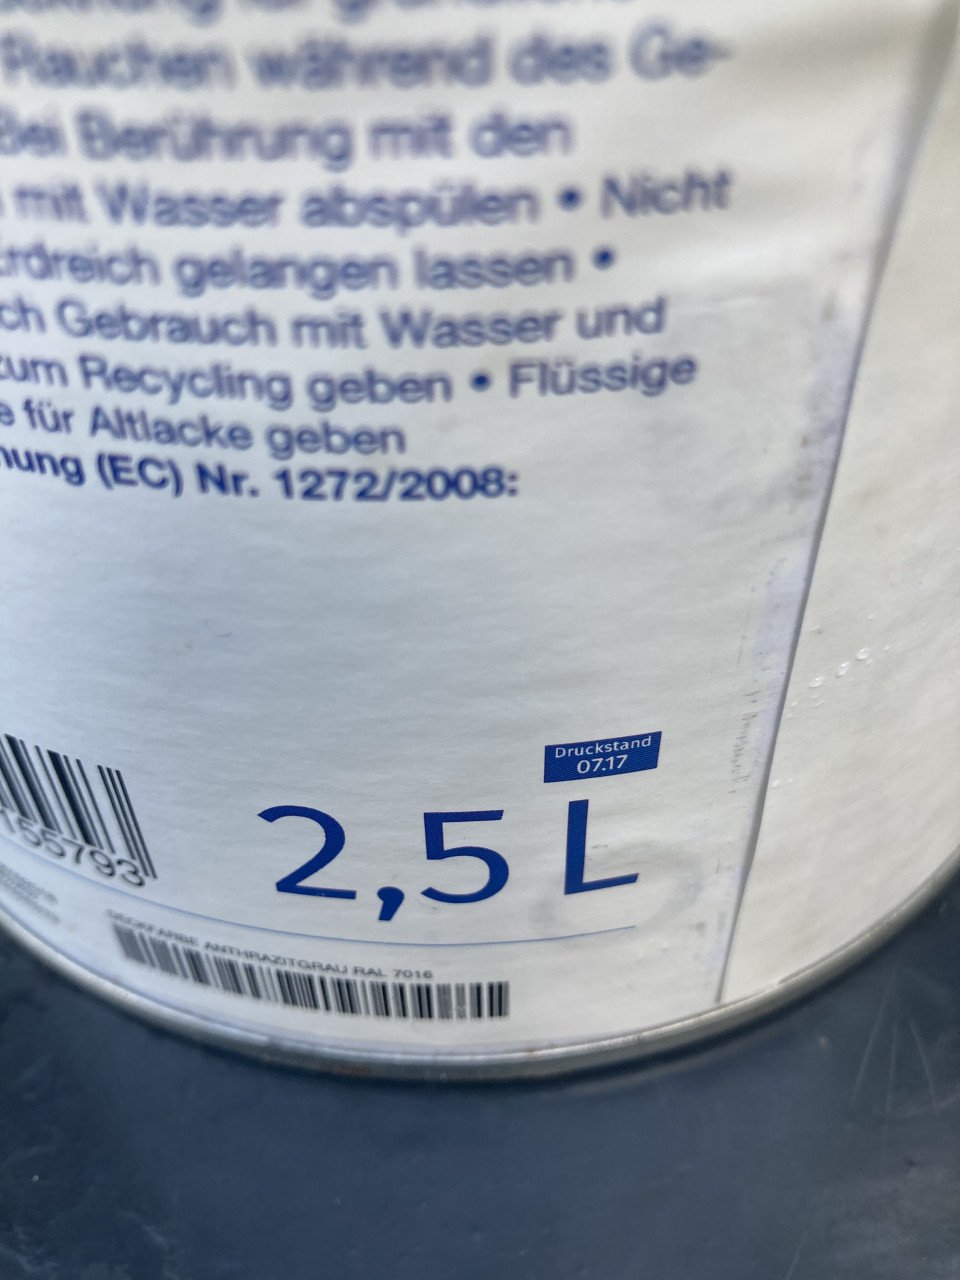 Rauchen während des Ge-
Bei Berührung mit den
mit Wasser abspülen • Nicht
Erdreich gelangen lassen •
ch Gebrauch mit Wasser und
zum Recycling geben • Flüssige
e für Altlacke geben
nung (EC) Nr. 1272/2008:
Druckstand
07.17
2,5 L
155793
DECKFARBE ANTHRAZITGRAU RAL 7016